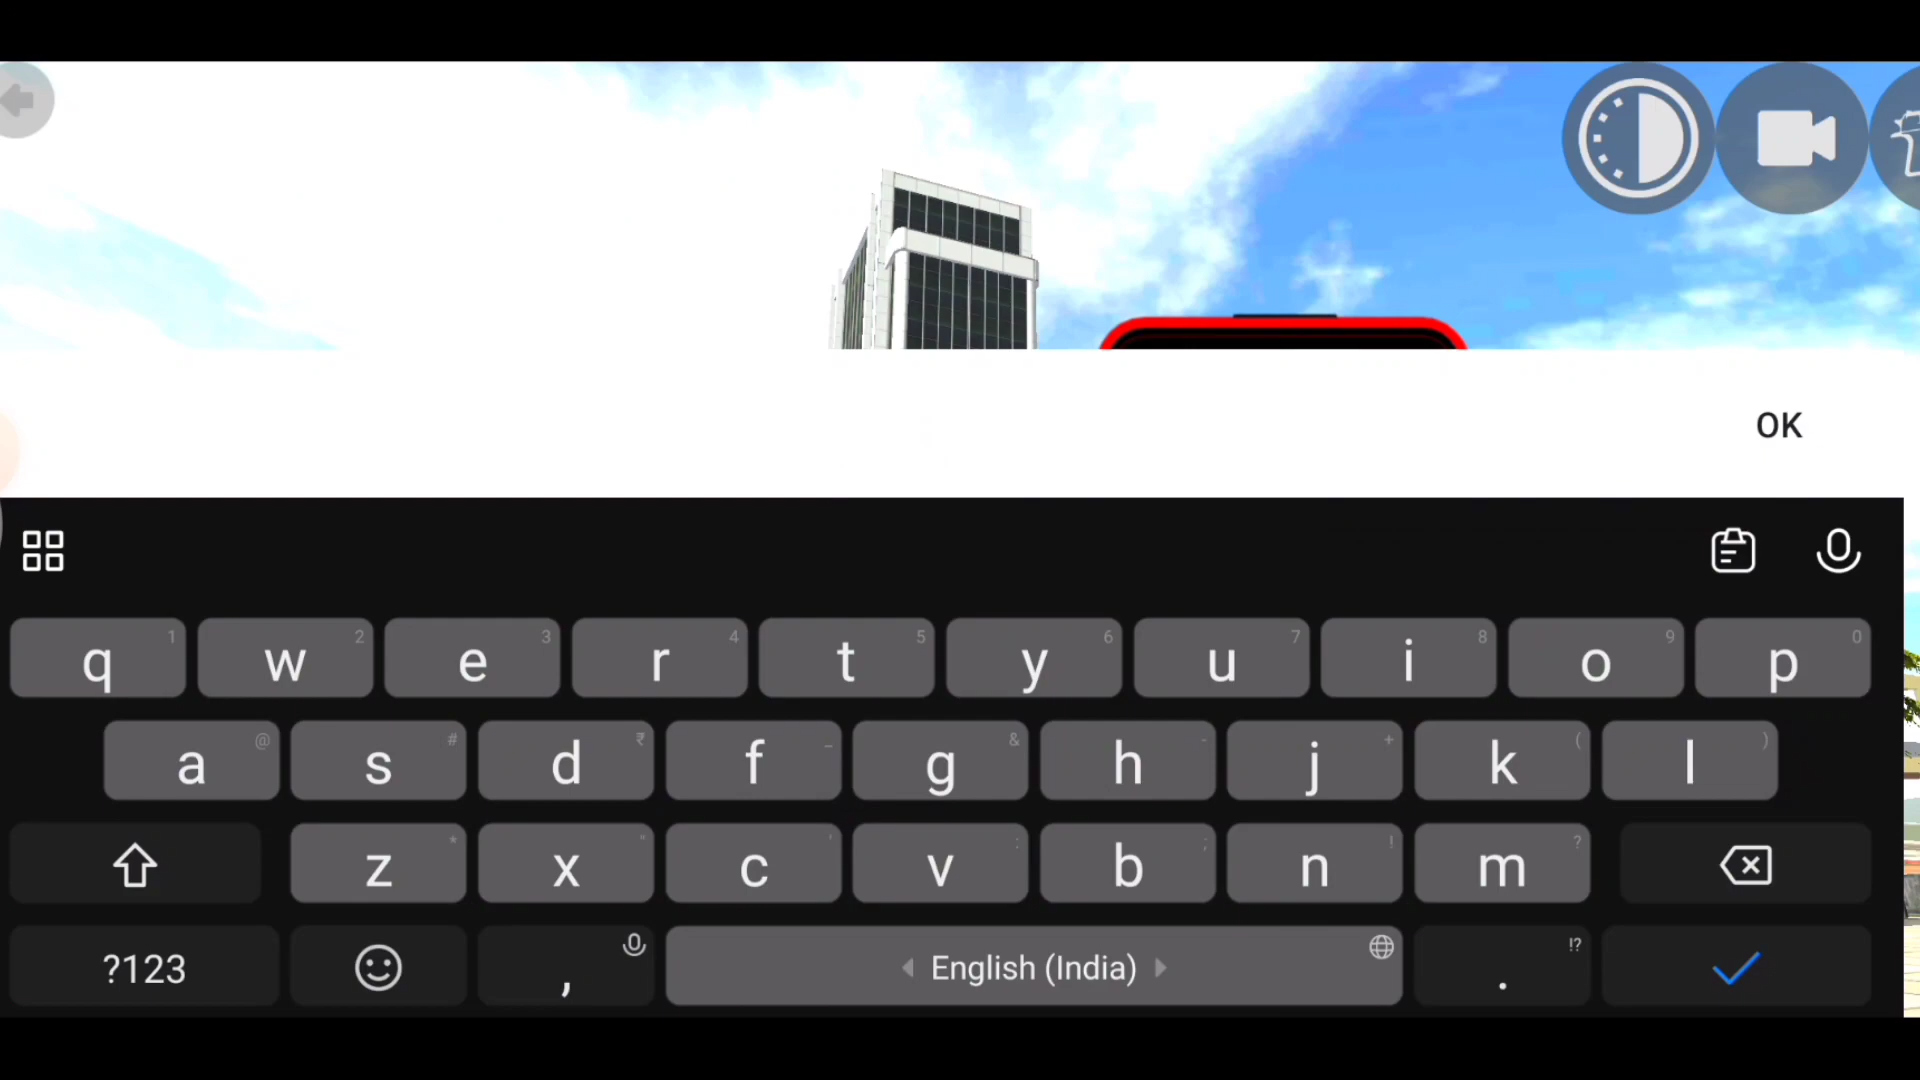 OK
q 1 w 2 e 3 r 4 t 5 y 6 u 7 i 8 o 9 p 0
a @ s # d ₹ f _ g & h - j + k ( l )
z * x " c ' v : b ; n ! m ?
?123 , English (India) . !?